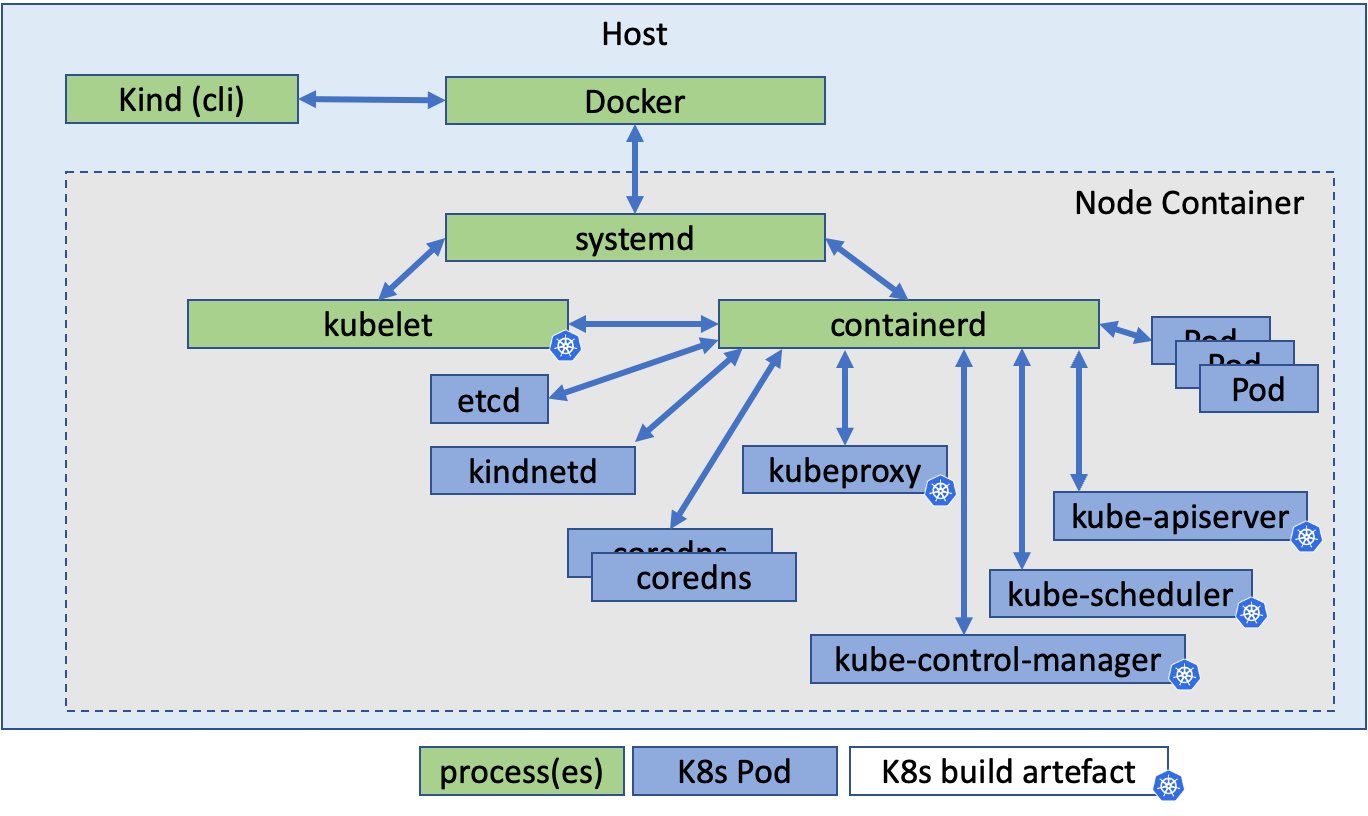 Host
Kind (cli)
Docker
Node Container
systemd
kubelet
containerd
Pod
Pod
Pod
etcd
kindnetd
kubeproxy
kube-apiserver
coredns
coredns
kube-scheduler
kube-control-manager
process(es)
K8s Pod
K8s build artefact